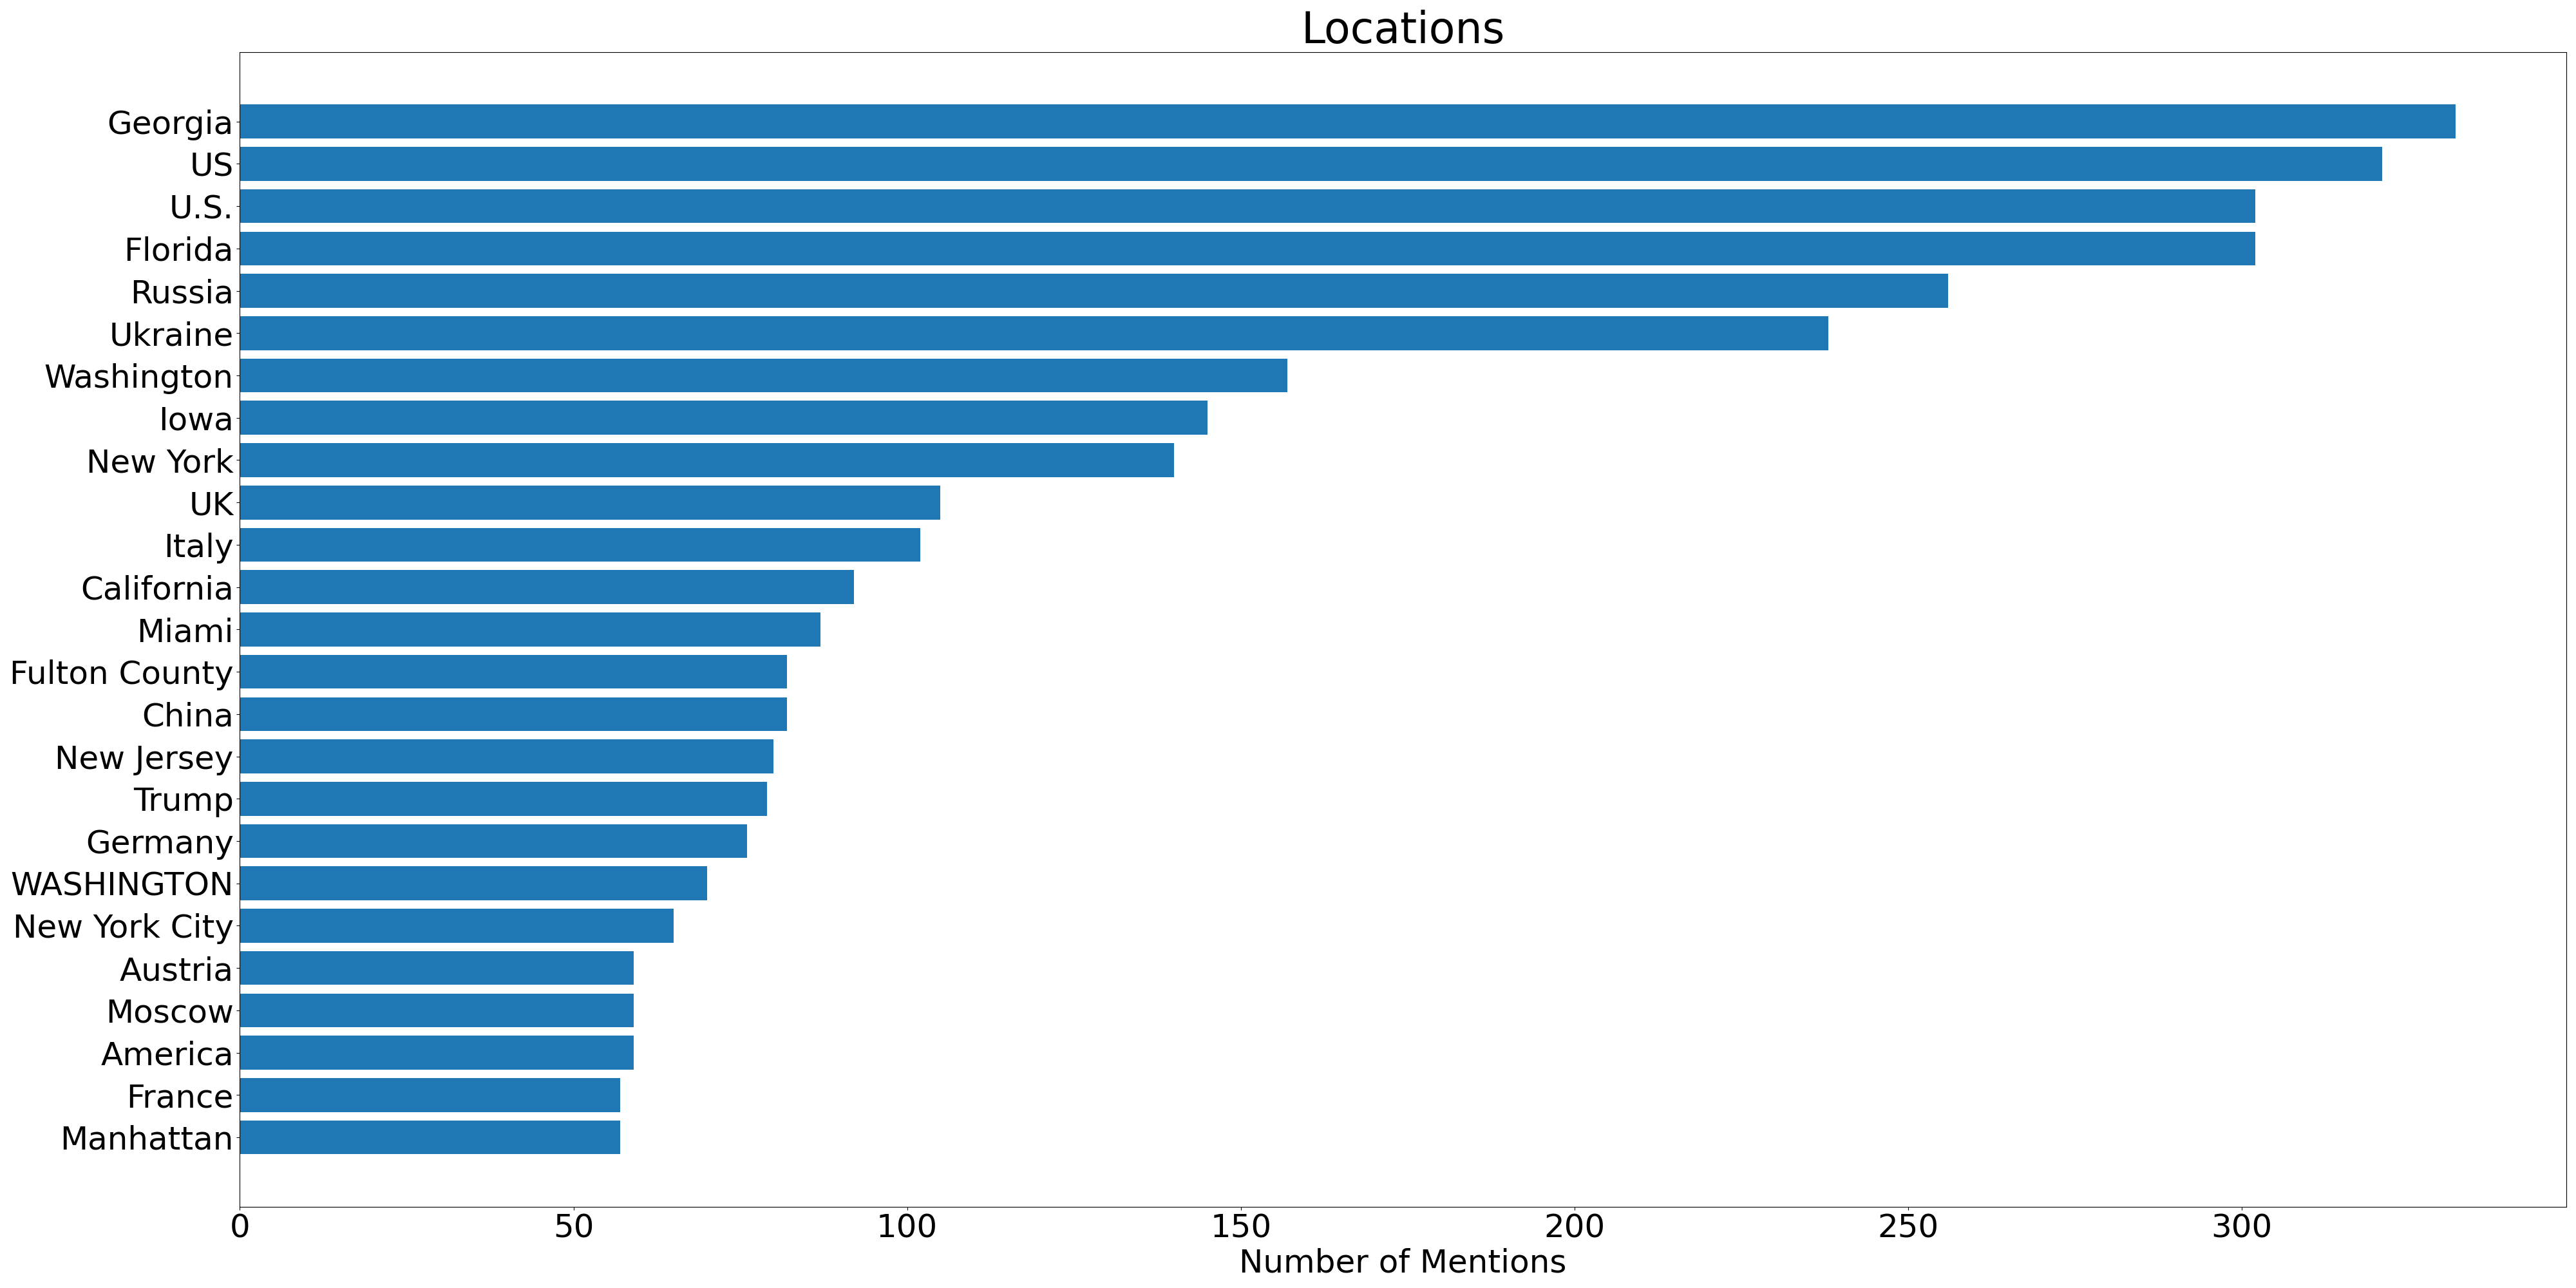 Locations
Georgia
US
U.S.
Florida
Russia
Ukraine
Washington
Iowa
New York
UK
Italy
California
Miami
Fulton County
China
New Jersey
Trump
Germany
WASHINGTON
New York City
Austria
Moscow
America
France
Manhattan
0 50 100 150 200 250 300
Number of Mentions